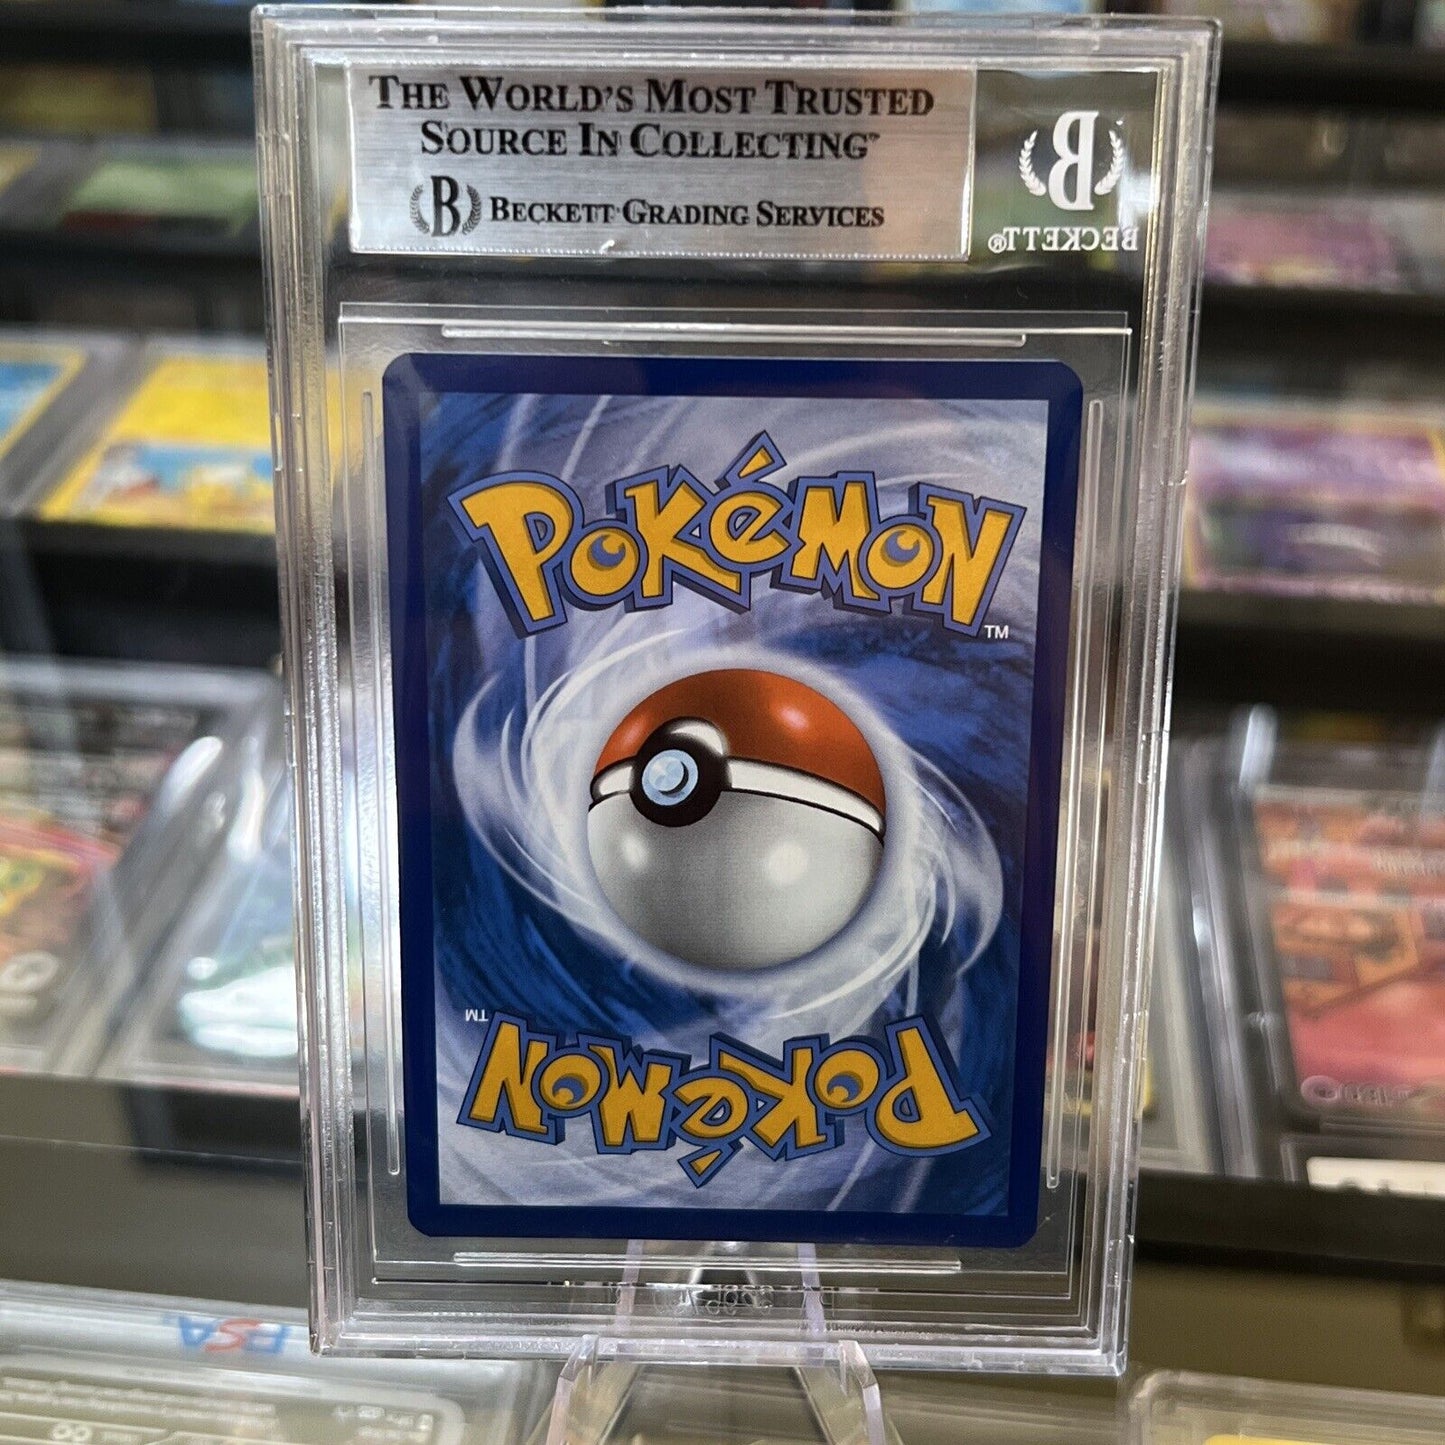 THE WORLD'S MOST TRUSTED
SOURCE IN COLLECTING™
B BECKETT GRADING SERVICES
B
BECKETT®
POKéMON
TM
TM
POKéMON
PSA